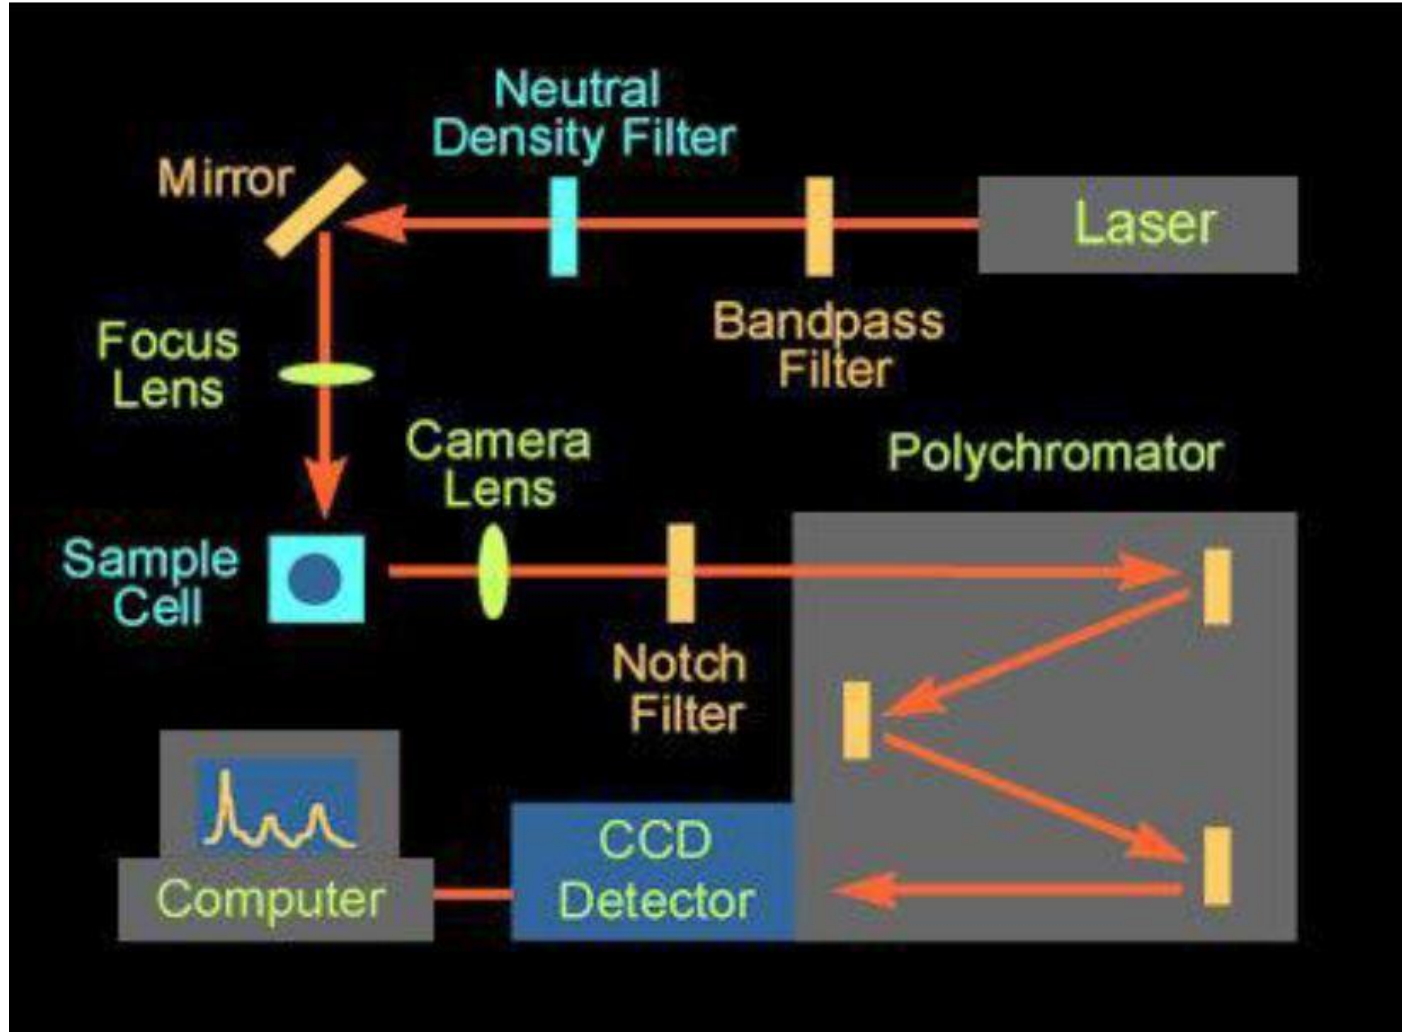 Neutral
Density Filter
Mirror
Laser
Bandpass
Filter
Focus
Lens
Camera
Lens
Polychromator
Sample
Cell
Notch
Filter
CCD
Detector
Computer